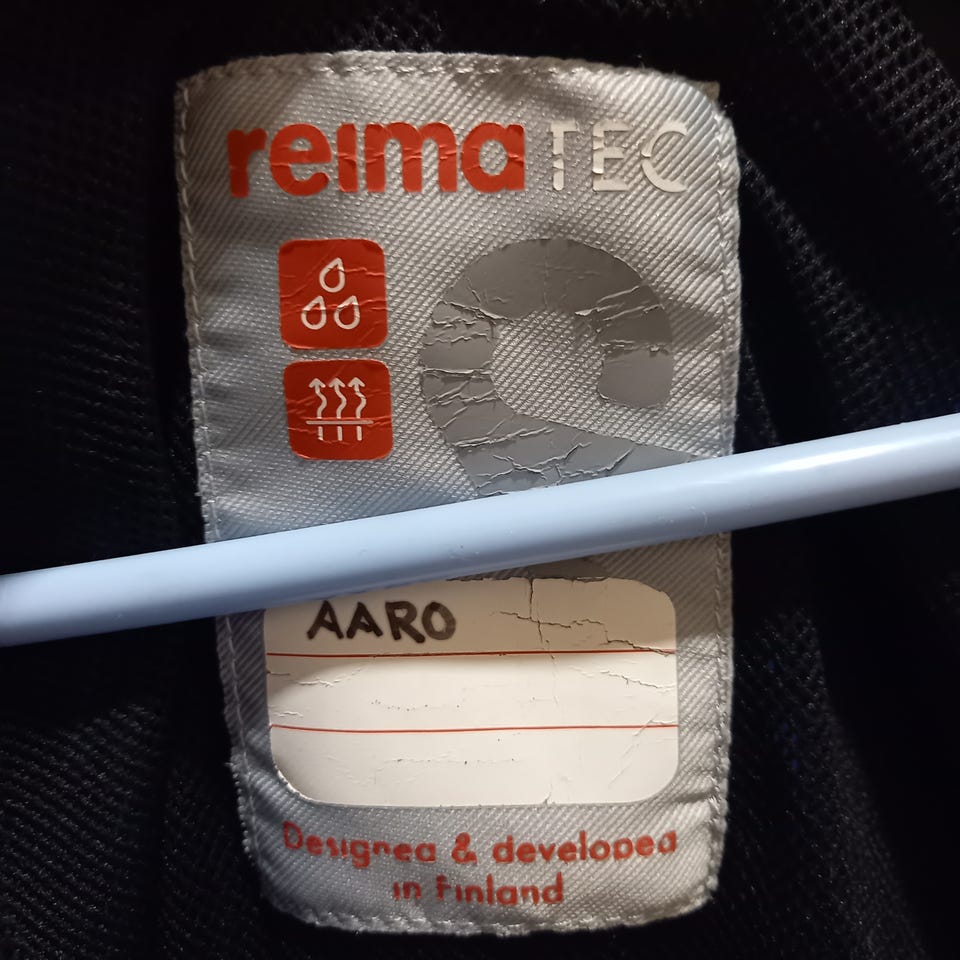 reima TEC
AARO
Designed & developed
in Finland